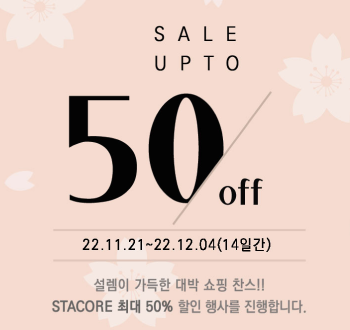 SALE
UPTO
50 off
22.11.21~22.12.04(14일간)
설렘이 가득한 대박 쇼핑 찬스!!
STACORE 최대 50% 할인 행사를 진행합니다.